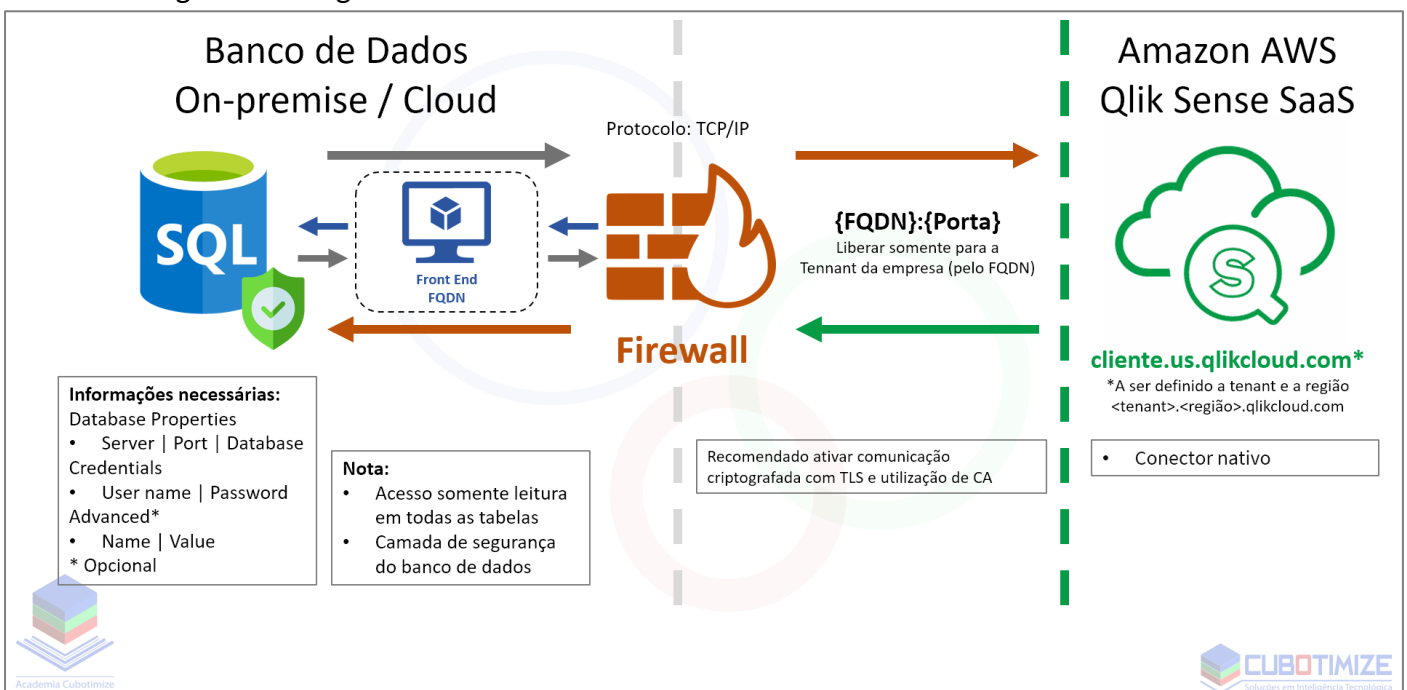 Banco de Dados
On-premise / Cloud
Amazon AWS
Qlik Sense SaaS
Protocolo: TCP/IP
SQL
Front End
FQDN
{FQDN}:{Porta}
Liberar somente para a
Tennant da empresa (pelo FQDN)
S
Firewall
cliente.us.qlikcloud.com*
*A ser definido a tenant e a região
<tenant>.<região>.qlikcloud.com
Informações necessárias:
Database Properties
• Server | Port | Database
Credentials
• User name | Password
Advanced*
• Name | Value
* Opcional
Nota:
• Acesso somente leitura
em todas as tabelas
• Camada de segurança
do banco de dados
Recomendado ativar comunicação
criptografada com TLS e utilização de CA
• Conector nativo
Academia Cubotimize
CUBOTIMIZE
Soluções em Inteligência Tecnológica